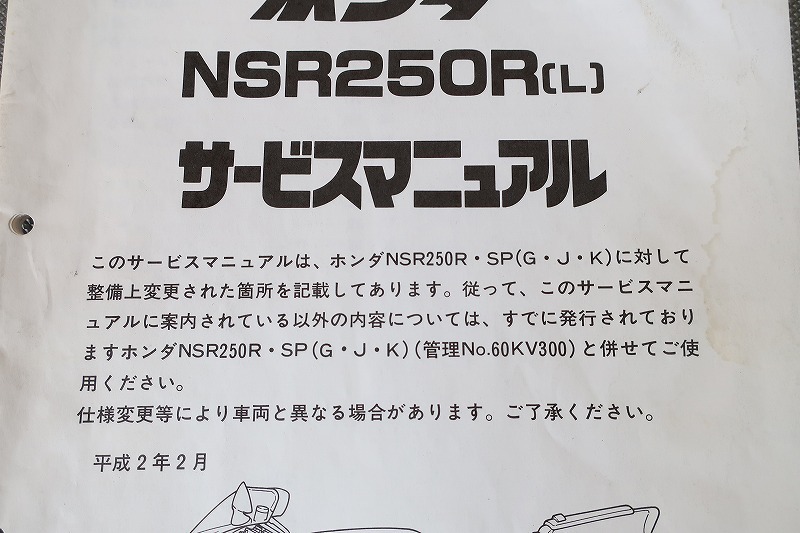 ホンダ
NSR250R(L)
サービスマニュアル
このサービスマニュアルは、ホンダNSR250R・SP(G・J・K)に対して
整備上変更された箇所を記載してあります。従って、このサービスマニ
ュアルに案内されている以外の内容については、すでに発行されており
ますホンダNSR250R・SP(G・J・K)(管理No.60KV300)と併せてご使
用ください。
仕様変更等により車両と異なる場合があります。ご了承ください。
平成2年2月